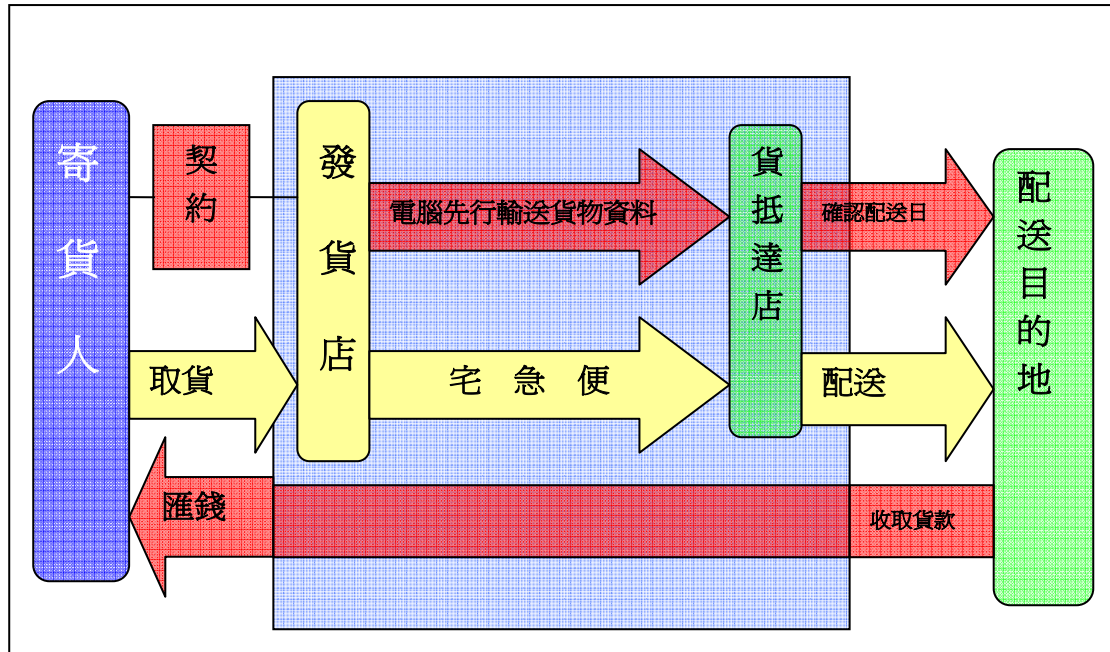 寄貨人
契約
發貨店
電腦先行輸送貨物資料
貨抵達店
確認配送日
配送目的地
取貨
宅 急 便
配送
匯錢
收取貨款